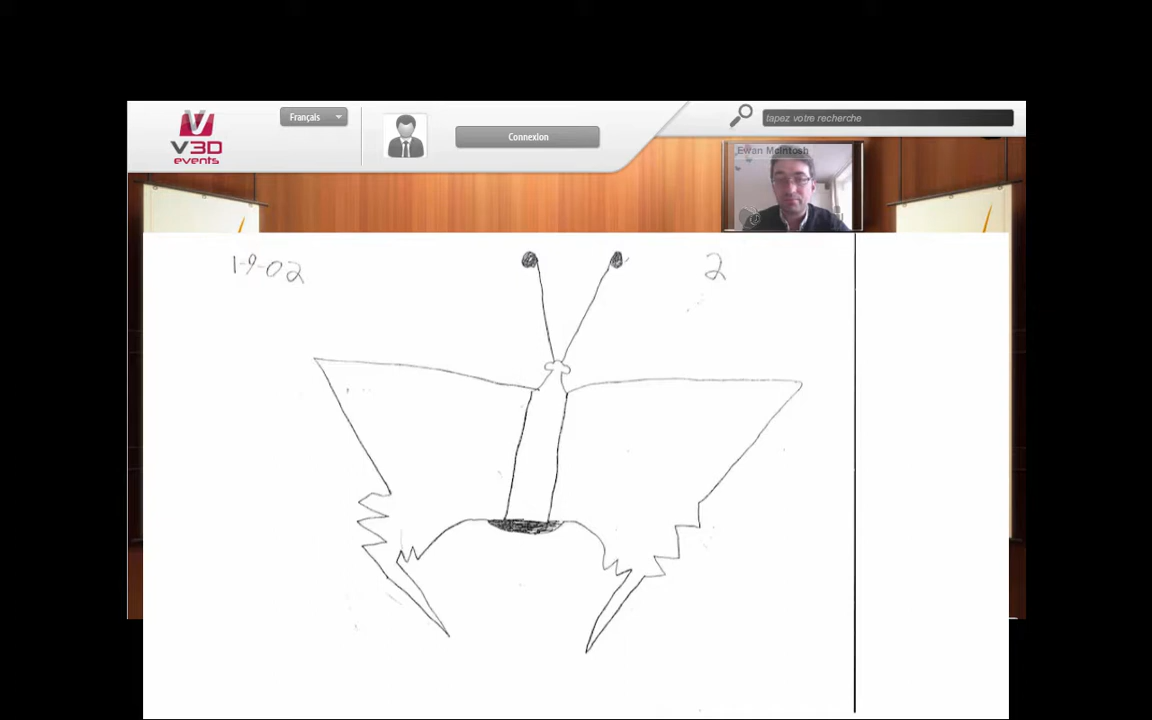 V3D
events
Français
Connexion
tapez votre recherche
Ewan McIntosh
1-9-02
2